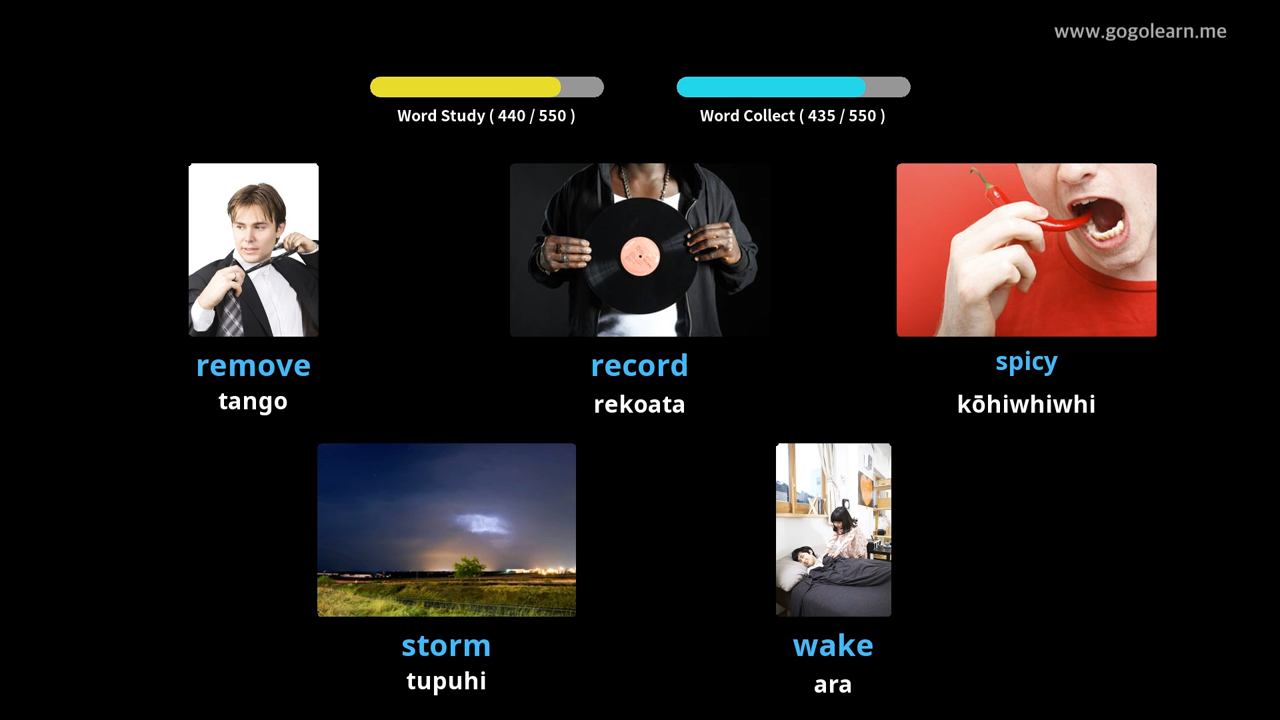 www.gogolearn.me
Word Study ( 440 / 550 )
Word Collect ( 435 / 550 )
remove
tango
record
rekoata
spicy
kōhiwhiwhi
storm
tupuhi
wake
ara